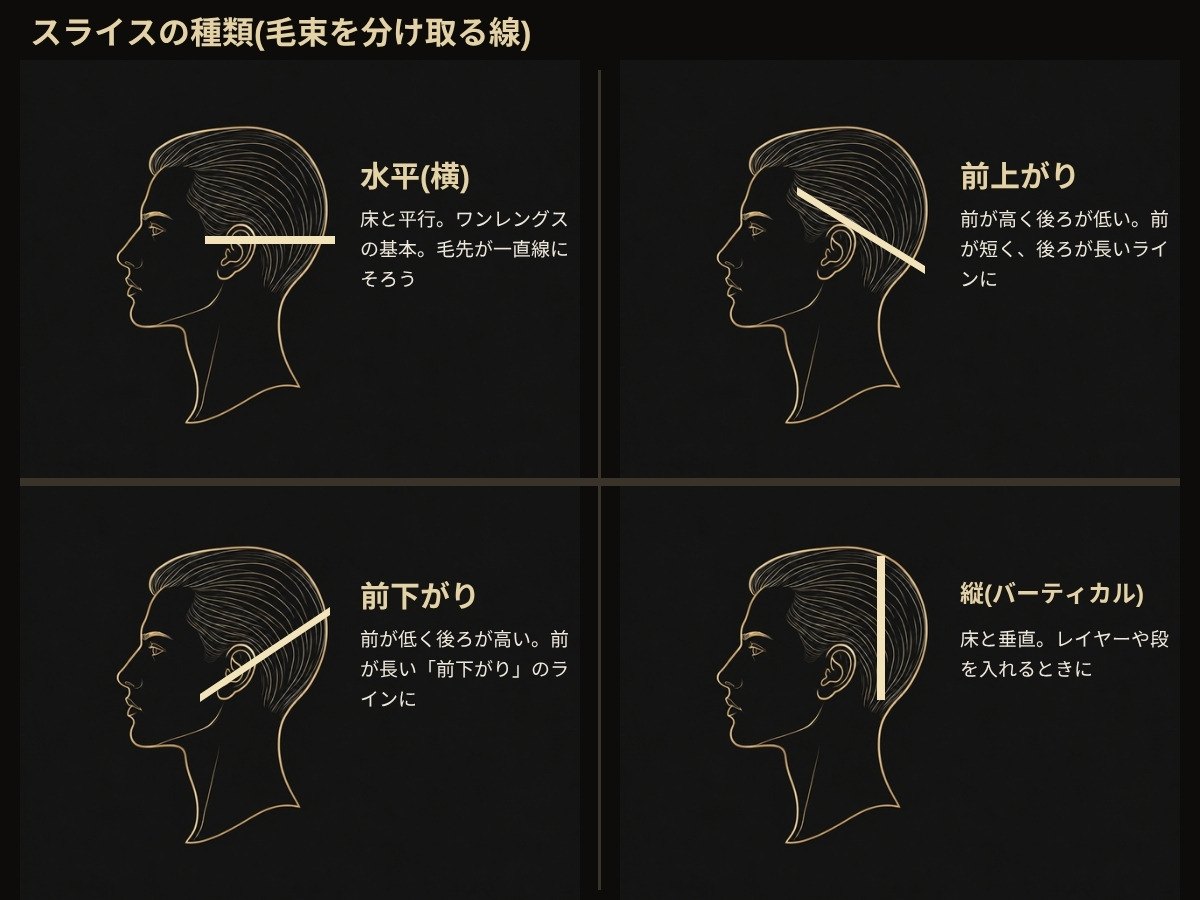 スライスの種類(毛束を分け取る線)
水平(横)
床と平行。ワンレングス
の基本。毛先が一直線に
そろう
前上がり
前が高く後ろが低い。前
が短く、後ろが長いライ
ンに
前下がり
前が低く後ろが高い。前
が長い「前下がり」のラ
インに
縦(バーティカル)
床と垂直。レイヤーや段
を入れるときに